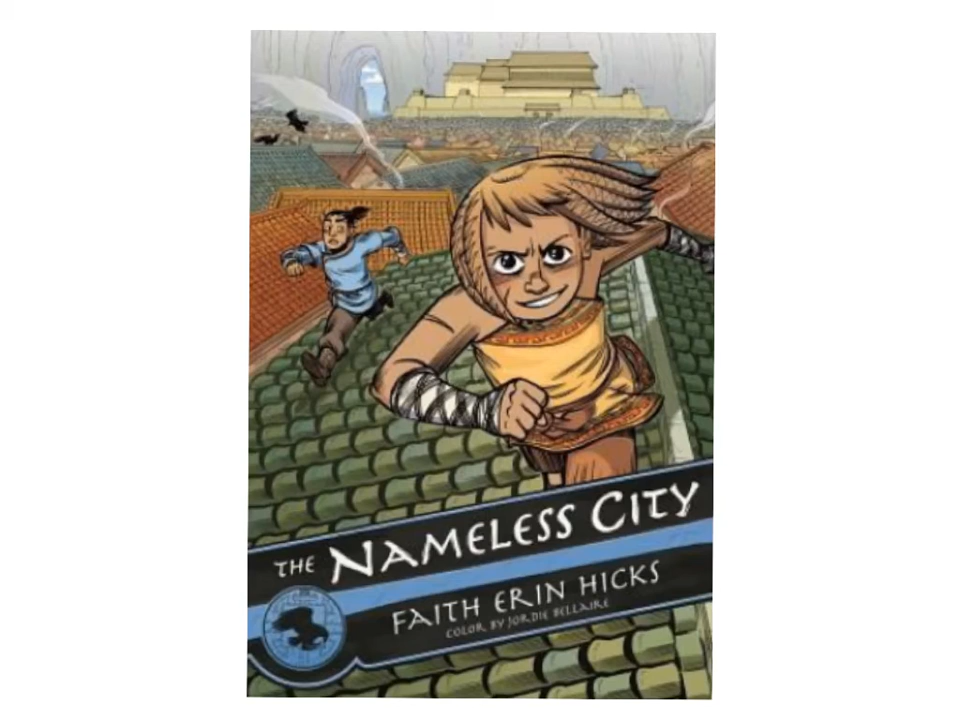 THE NAMELESS CITY
FAITH ERIN HICKS
COLOR BY JORDIE BELLAIRE